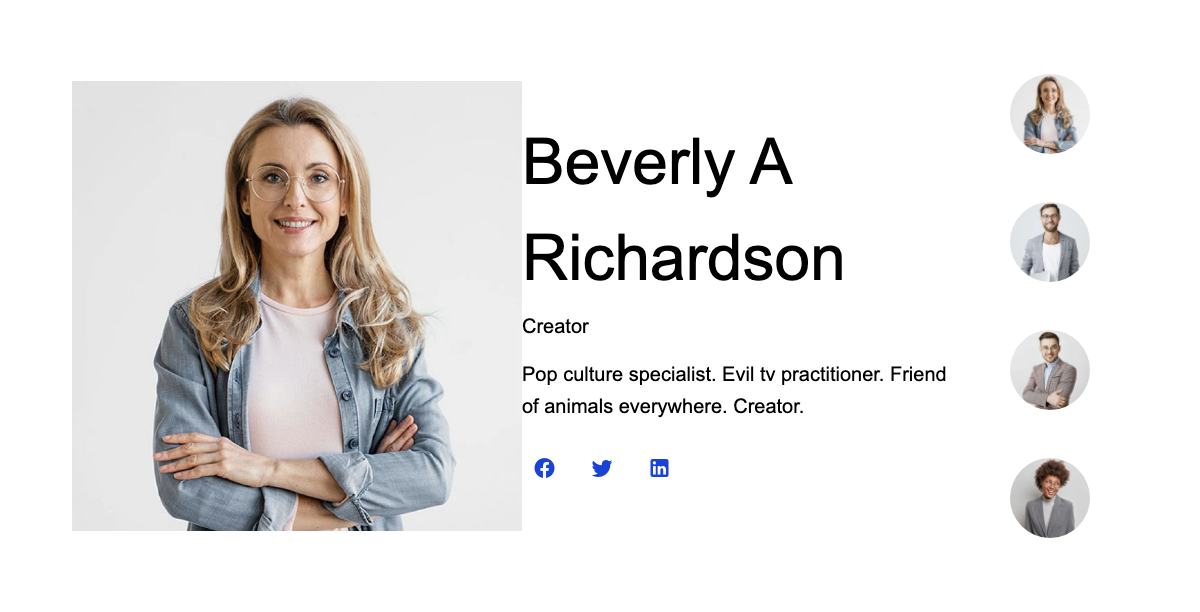 Beverly A
Richardson
Creator
Pop culture specialist. Evil tv practitioner. Friend
of animals everywhere. Creator.